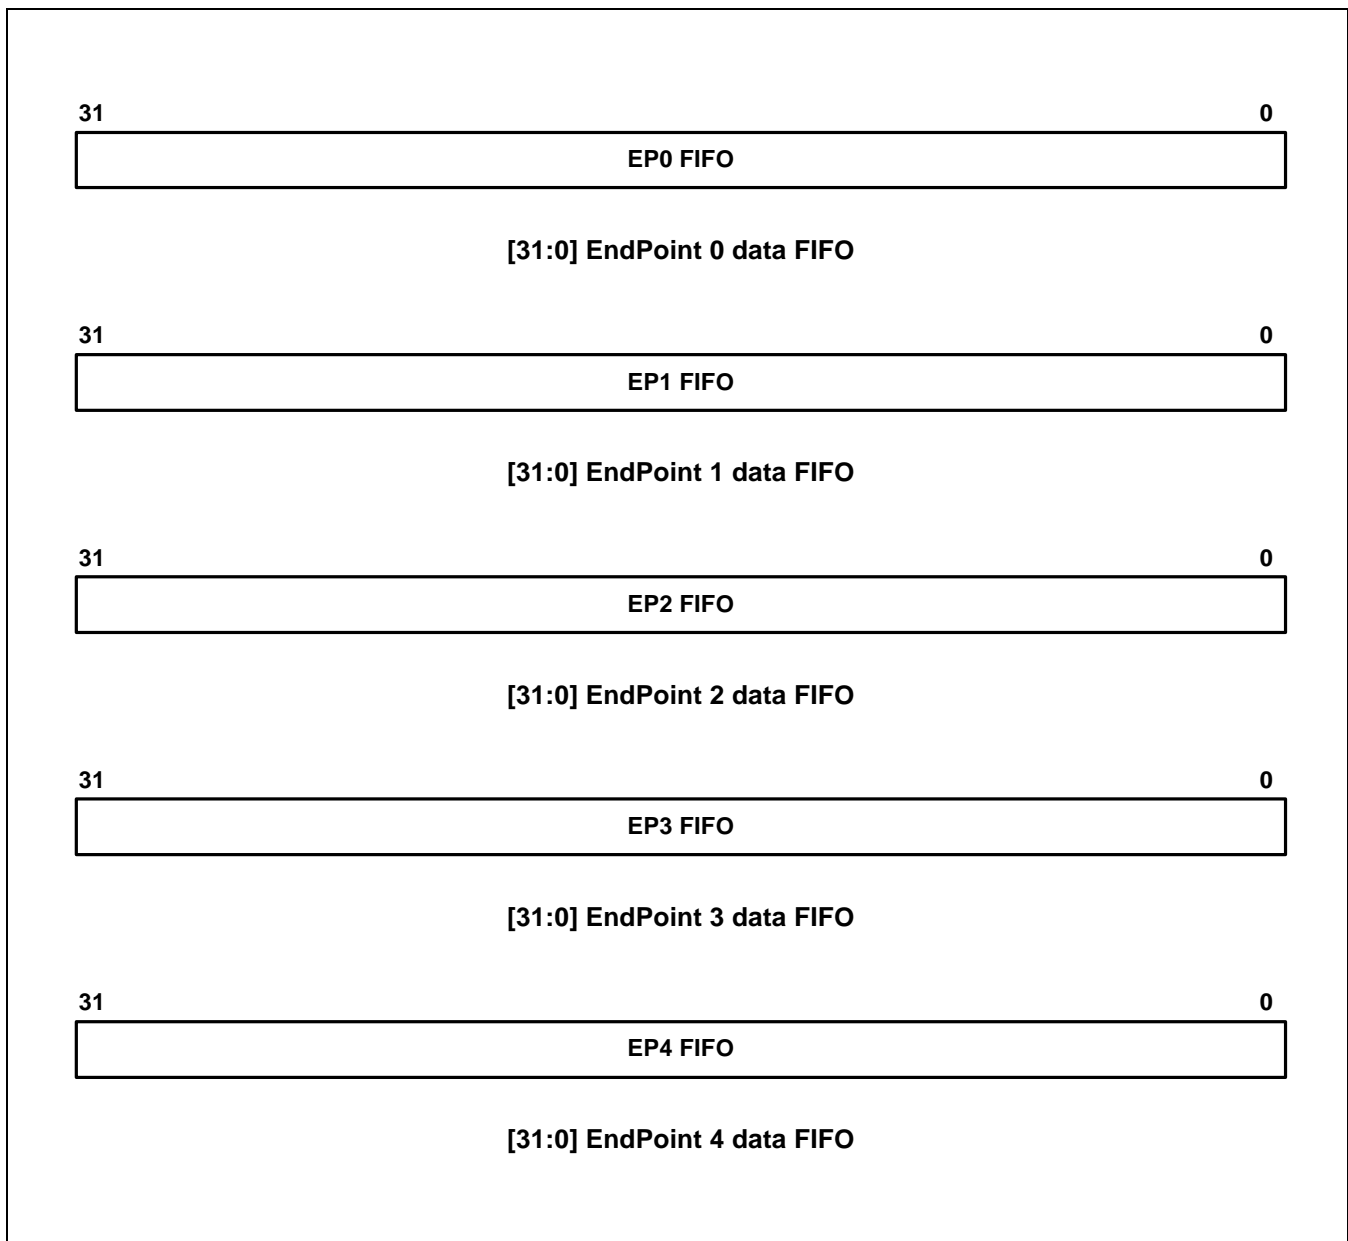 31 0
EP0 FIFO
[31:0] EndPoint 0 data FIFO
31 0
EP1 FIFO
[31:0] EndPoint 1 data FIFO
31 0
EP2 FIFO
[31:0] EndPoint 2 data FIFO
31 0
EP3 FIFO
[31:0] EndPoint 3 data FIFO
31 0
EP4 FIFO
[31:0] EndPoint 4 data FIFO